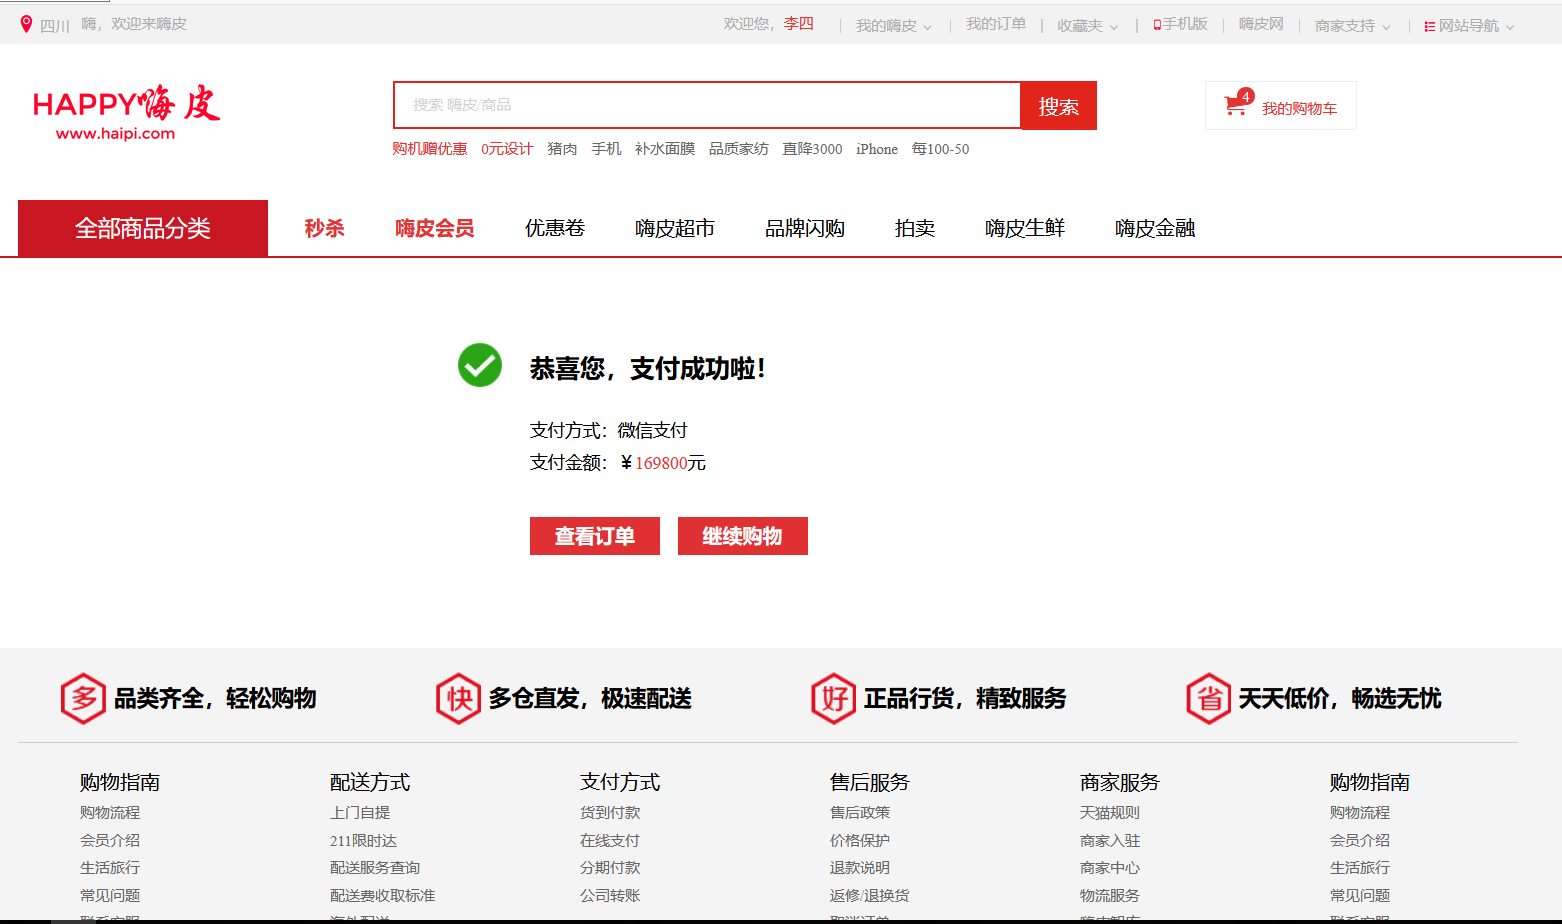 四川 嗨，欢迎来嗨皮 欢迎您，李四 我的嗨皮 我的订单 收藏夹 手机版 嗨皮网 商家支持 网站导航
HAPPY嗨 皮
www.haipi.com
搜索 嗨皮/商品 搜索
4 我的购物车
购机赠优惠 0元设计 猪肉 手机 补水面膜 品质家纺 直降3000 iPhone 每100-50
全部商品分类 秒杀 嗨皮会员 优惠卷 嗨皮超市 品牌闪购 拍卖 嗨皮生鲜 嗨皮金融
恭喜您，支付成功啦！
支付方式：微信支付
支付金额：￥169800元
查看订单 继续购物
多 品类齐全，轻松购物 快 多仓直发，极速配送 好 正品行货，精致服务 省 天天低价，畅选无忧
购物指南 配送方式 支付方式 售后服务 商家服务 购物指南
购物流程 上门自提 货到付款 售后政策 天猫规则 购物流程
会员介绍 211限时达 在线支付 价格保护 商家入驻 会员介绍
生活旅行 配送服务查询 分期付款 退款说明 商家中心 生活旅行
常见问题 配送费收取标准 公司转账 返修/退换货 物流服务 常见问题